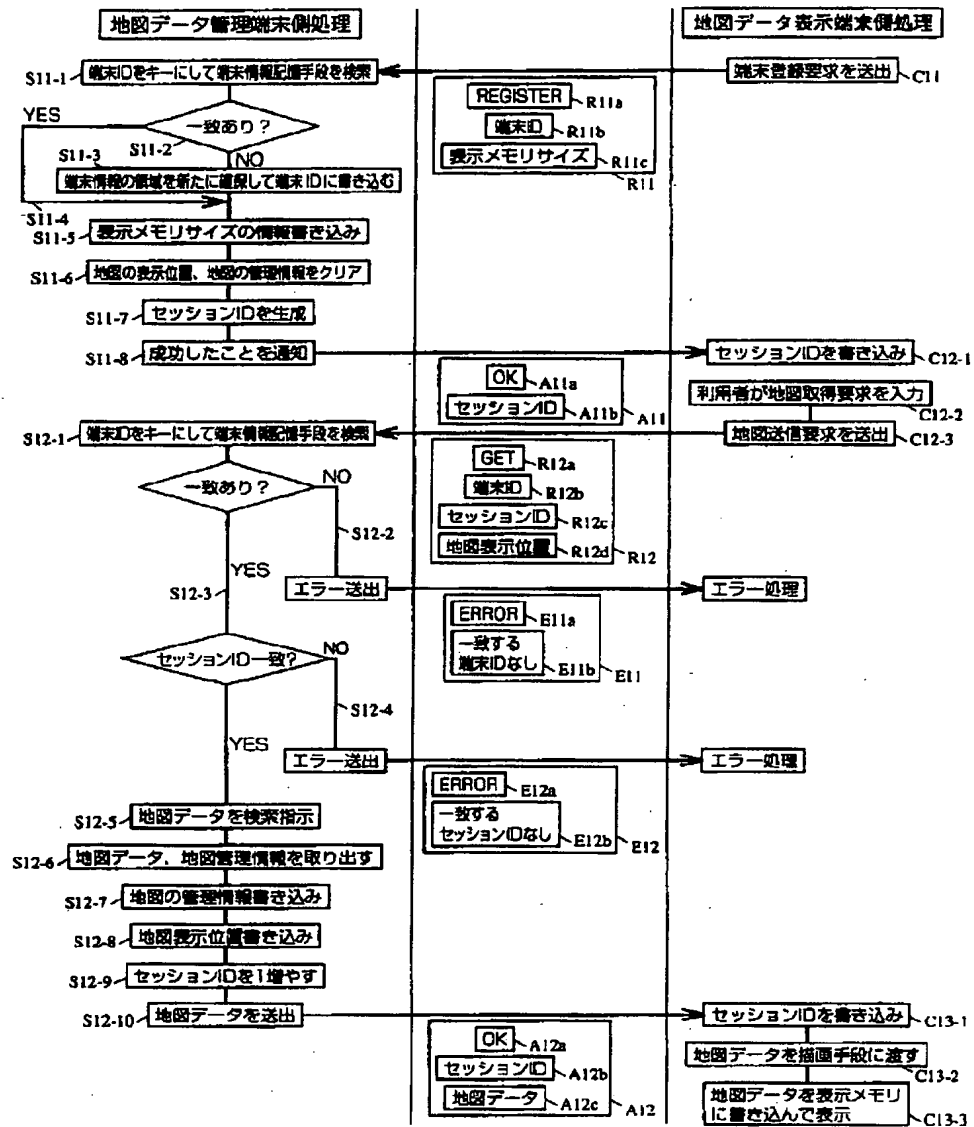 地図データ管理端末側処理
地図データ表示端末側処理
S11-1
端末IDをキーにして端末情報記憶手段を検索
端末登録要求を送出
C11
REGISTER
R11a
端末ID
R11b
表示メモリサイズ
R11c
R11
YES
一致あり？
S11-2
S11-3
NO
端末情報の領域を新たに確保して端末IDに書き込む
S11-4
S11-5
表示メモリサイズの情報書き込み
S11-6
地図の表示位置、地図の管理情報をクリア
S11-7
セッションIDを生成
S11-8
成功したことを通知
セッションIDを書き込み
C12-1
OK
A11a
セッションID
A11b
A11
利用者が地図取得要求を入力
C12-2
S12-1
端末IDをキーにして端末情報記憶手段を検索
地図送信要求を送出
C12-3
GET
R12a
端末ID
R12b
セッションID
R12c
地図表示位置
R12d
R12
一致あり？
NO
S12-2
YES
S12-3
エラー送出
エラー処理
ERROR
E11a
一致する
端末IDなし
E11b
E11
セッションID一致？
NO
S12-4
YES
エラー送出
エラー処理
ERROR
E12a
一致する
セッションIDなし
E12b
E12
S12-5
地図データを検索指示
S12-6
地図データ、地図管理情報を取り出す
S12-7
地図の管理情報書き込み
S12-8
地図表示位置書き込み
S12-9
セッションIDを1増やす
S12-10
地図データを送出
セッションIDを書き込み
C13-1
OK
A12a
セッションID
A12b
地図データ
A12c
A12
地図データを描画手段に渡す
C13-2
地図データを表示メモリ
に書き込んで表示
C13-3